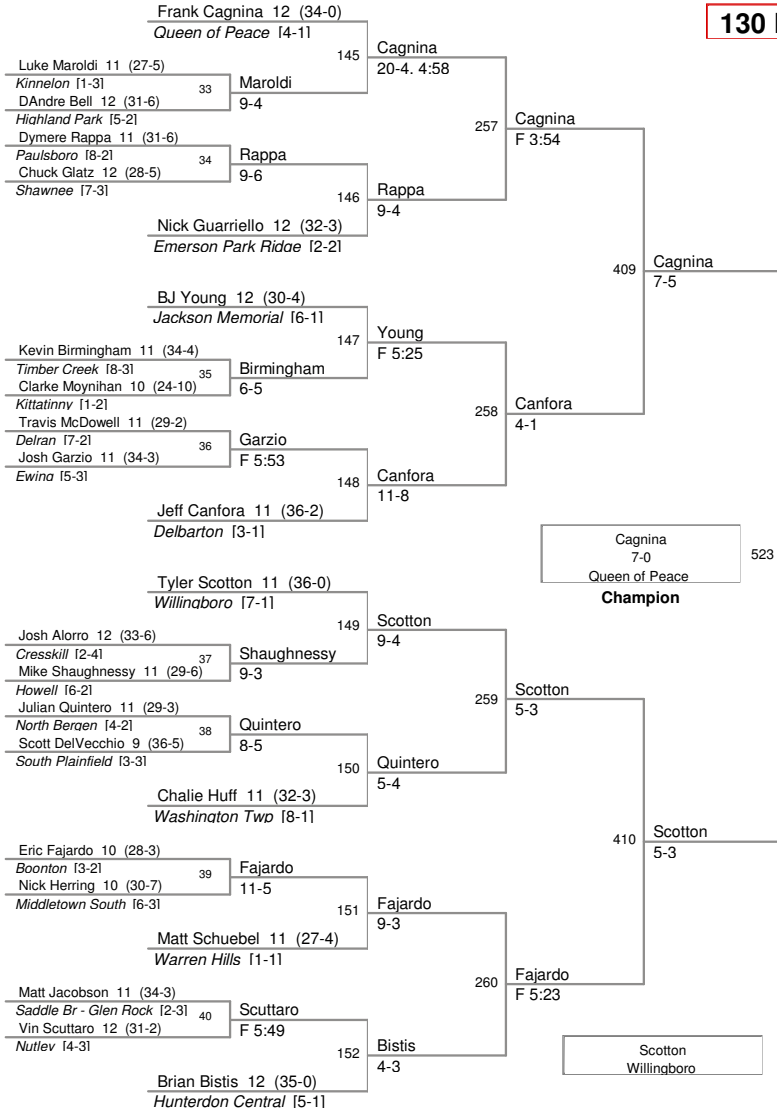 130
Frank Cagnina 12 (34-0)
Queen of Peace [4-1]
145
Cagnina
20-4. 4:58
Luke Maroldi 11 (27-5)
Kinnelon [1-3]
33
Maroldi
9-4
DAndre Bell 12 (31-6)
Highland Park [5-2]
257
Cagnina
F 3:54
Dymere Rappa 11 (31-6)
Paulsboro [8-2]
34
Rappa
9-6
Chuck Glatz 12 (28-5)
Shawnee [7-3]
146
Rappa
9-4
Nick Guarriello 12 (32-3)
Emerson Park Ridge [2-2]
409
Cagnina
7-5
BJ Young 12 (30-4)
Jackson Memorial [6-1]
147
Young
F 5:25
Kevin Birmingham 11 (34-4)
Timber Creek [8-3]
35
Birmingham
6-5
Clarke Moynihan 10 (24-10)
Kittatinny [1-2]
258
Canfora
4-1
Travis McDowell 11 (29-2)
Delran [7-2]
36
Garzio
F 5:53
Josh Garzio 11 (34-3)
Ewing [5-3]
148
Canfora
11-8
Jeff Canfora 11 (36-2)
Delbarton [3-1]
Cagnina
7-0
Queen of Peace
523
Champion
Tyler Scotton 11 (36-0)
Willingboro [7-1]
149
Scotton
9-4
Josh Alorro 12 (33-6)
Cresskill [2-4]
37
Shaughnessy
9-3
Mike Shaughnessy 11 (29-6)
Howell [6-2]
259
Scotton
5-3
Julian Quintero 11 (29-3)
North Bergen [4-2]
38
Quintero
8-5
Scott DelVecchio 9 (36-5)
South Plainfield [3-3]
150
Quintero
5-4
Chalie Huff 11 (32-3)
Washington Twp [8-1]
410
Scotton
5-3
Eric Fajardo 10 (28-3)
Boonton [3-2]
39
Fajardo
11-5
Nick Herring 10 (30-7)
Middletown South [6-3]
151
Fajardo
9-3
Matt Schuebel 11 (27-4)
Warren Hills [1-1]
260
Fajardo
F 5:23
Matt Jacobson 11 (34-3)
Saddle Br - Glen Rock [2-3]
40
Scuttaro
F 5:49
Vin Scuttaro 12 (31-2)
Nutley [4-3]
152
Bistis
4-3
Brian Bistis 12 (35-0)
Hunterdon Central [5-1]
Scotton
Willingboro